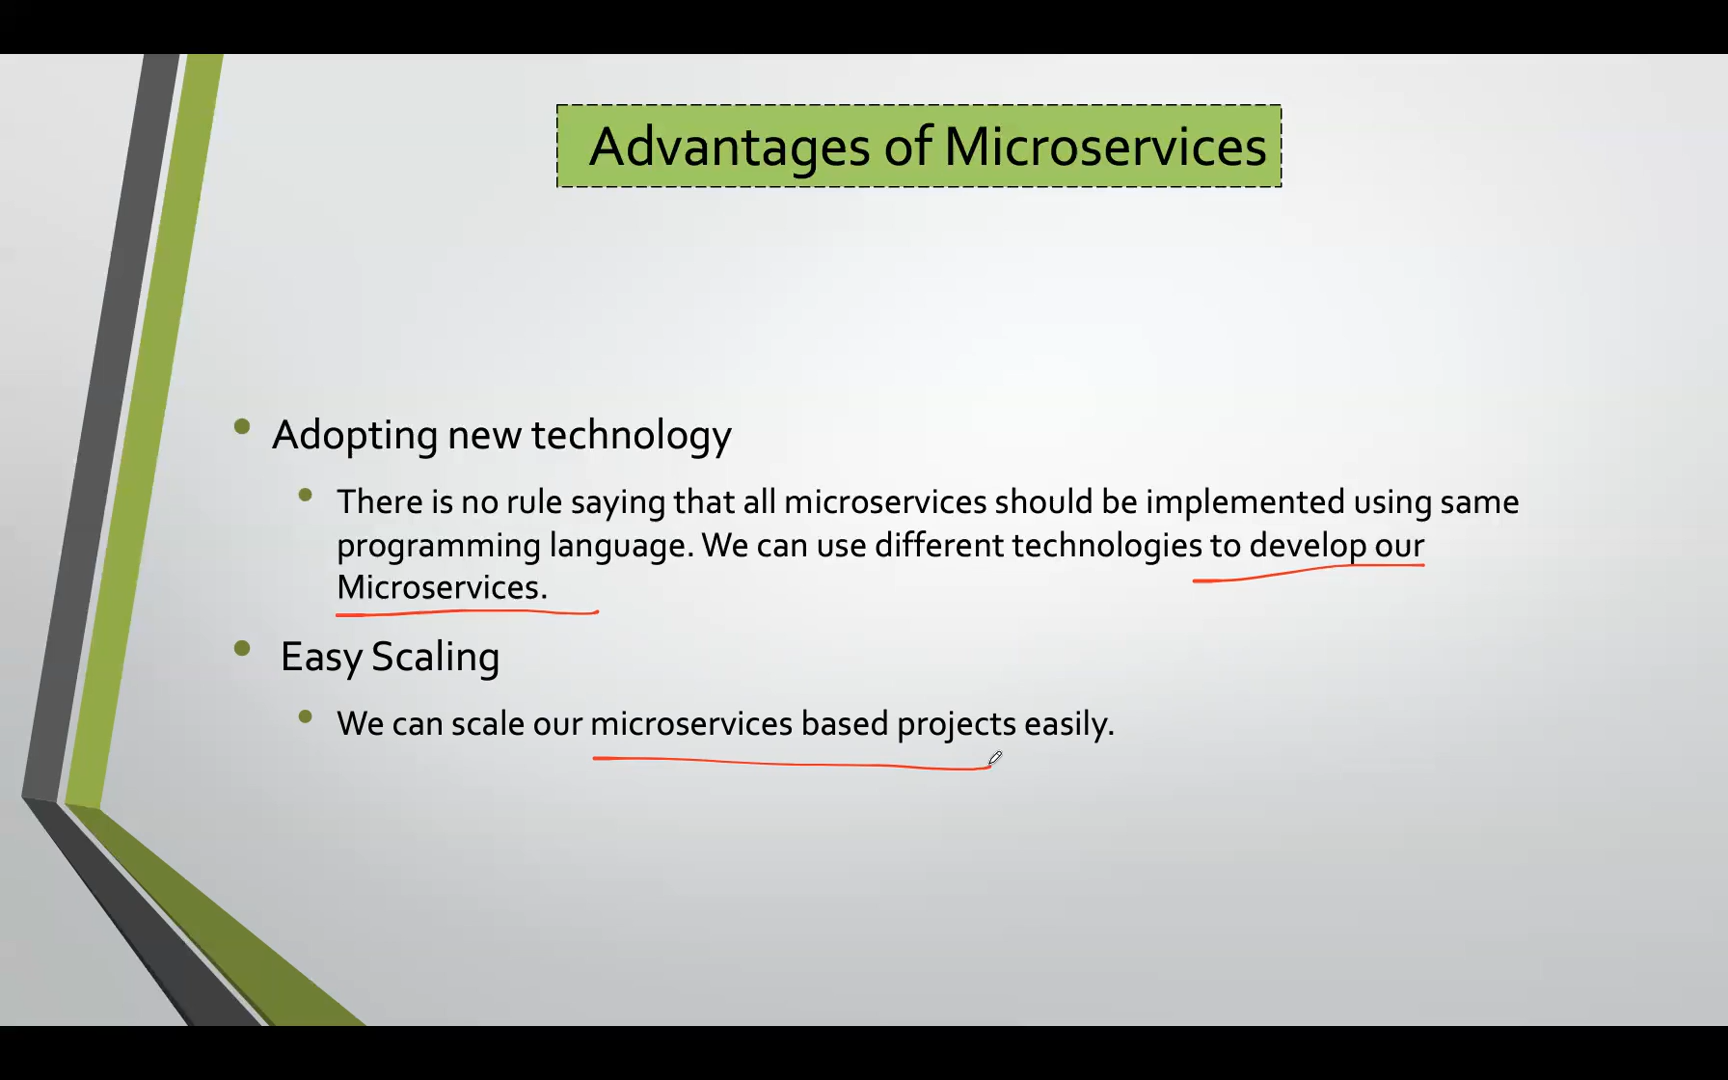 Advantages of Microservices
Adopting new technology
There is no rule saying that all microservices should be implemented using same
programming language. We can use different technologies to develop our
Microservices.
Easy Scaling
We can scale our microservices based projects easily.